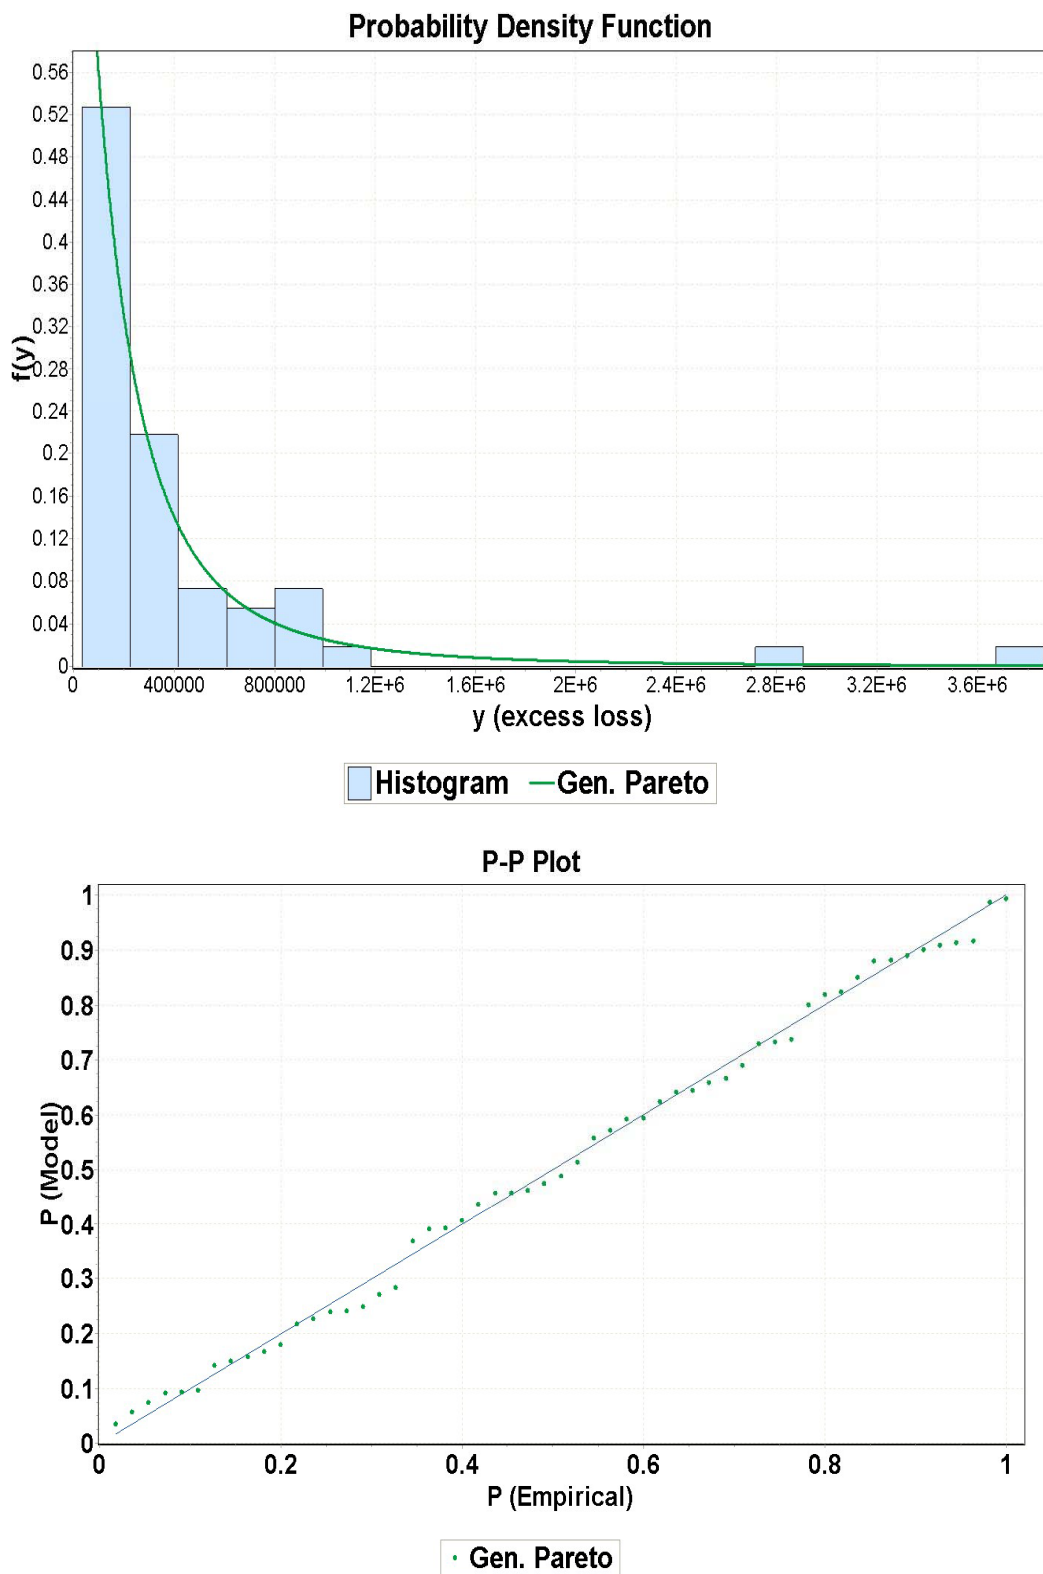 Probability Density Function
0.56
0.52
0.48
0.44
0.4
0.36
0.32
0.28
0.24
0.2
0.16
0.12
0.08
0.04
0
f(y)
0 400000 800000 1.2E+6 1.6E+6 2E+6 2.4E+6 2.8E+6 3.2E+6 3.6E+6
y (excess loss)
Histogram Gen. Pareto
P-P Plot
1
0.9
0.8
0.7
0.6
0.5
0.4
0.3
0.2
0.1
0
P (Model)
0 0.2 0.4 0.6 0.8 1
P (Empirical)
Gen. Pareto